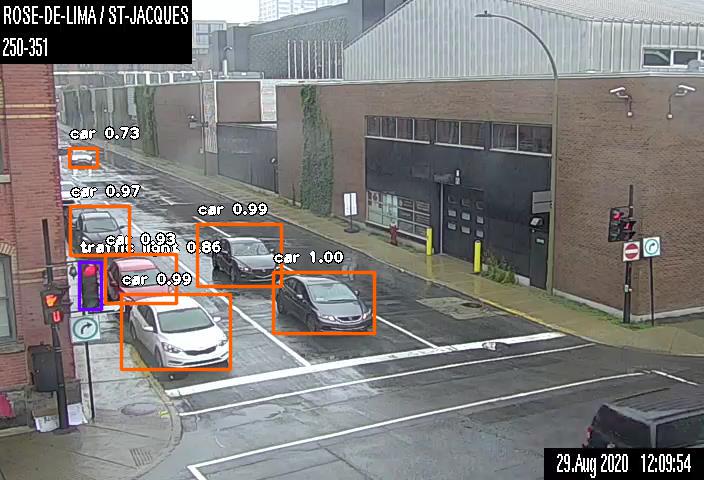 ROSE-DE-LIMA / ST-JACQUES
250-351
car 0.73
car 0.97
car 0.99
car 0.93
traffic light 0.86
car 1.00
car 0.99
29.Aug 2020 12:09:54